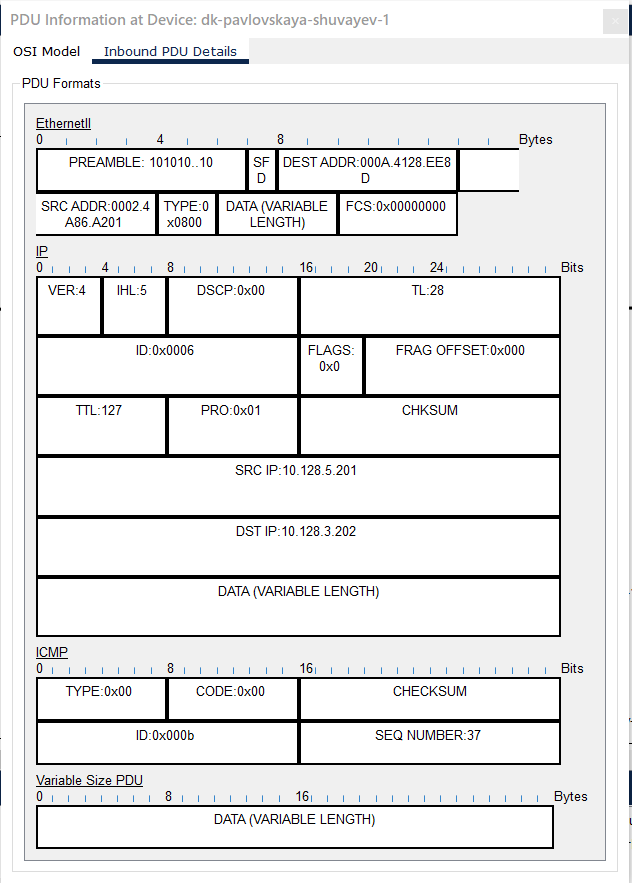 PDU Information at Device: dk-pavlovskaya-shuvayev-1
OSI Model Inbound PDU Details
PDU Formats
EthernetII
0 4 8 Bytes
PREAMBLE: 101010..10
SF
D
DEST ADDR:000A.4128.EE8
D
SRC ADDR:0002.4
A86.A201
TYPE:0
x0800
DATA (VARIABLE
LENGTH)
FCS:0x00000000
IP
0 4 8 16 20 24 Bits
VER:4 IHL:5 DSCP:0x00 TL:28
ID:0x0006
FLAGS:
0x0
FRAG OFFSET:0x000
TTL:127 PRO:0x01 CHKSUM
SRC IP:10.128.5.201
DST IP:10.128.3.202
DATA (VARIABLE LENGTH)
ICMP
0 8 16 Bits
TYPE:0x00 CODE:0x00 CHECKSUM
ID:0x000b SEQ NUMBER:37
Variable Size PDU
0 8 16 Bytes
DATA (VARIABLE LENGTH)